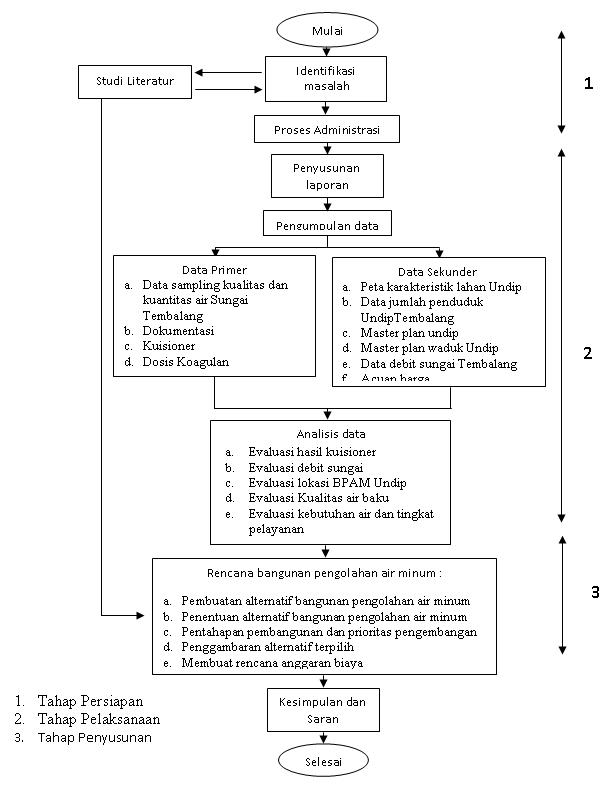 Mulai
Studi Literatur
Identifikasi
masalah
1
Proses Administrasi
Penyusunan
laporan
Pengumpulan data
Data Primer
a. Data sampling kualitas dan
kuantitas air Sungai
Tembalang
b. Dokumentasi
c. Kuisioner
d. Dosis Koagulan
Data Sekunder
a. Peta karakteristik lahan Undip
b. Data jumlah penduduk
UndipTembalang
c. Master plan undip
d. Master plan waduk Undip
e. Data debit sungai Tembalang
f. Acuan harga
2
Analisis data
a. Evaluasi hasil kuisioner
b. Evaluasi debit sungai
c. Evaluasi lokasi BPAM Undip
d. Evaluasi Kualitas air baku
e. Evaluasi kebutuhan air dan tingkat
pelayanan
Rencana bangunan pengolahan air minum :
a. Pembuatan alternatif bangunan pengolahan air minum
b. Penentuan alternatif bangunan pengolahan air minum
c. Pentahapan pembangunan dan prioritas pengembangan
d. Penggambaran alternatif terpilih
e. Membuat rencana anggaran biaya
3
Kesimpulan dan
Saran
Selesai
1. Tahap Persiapan
2. Tahap Pelaksanaan
3. Tahap Penyusunan